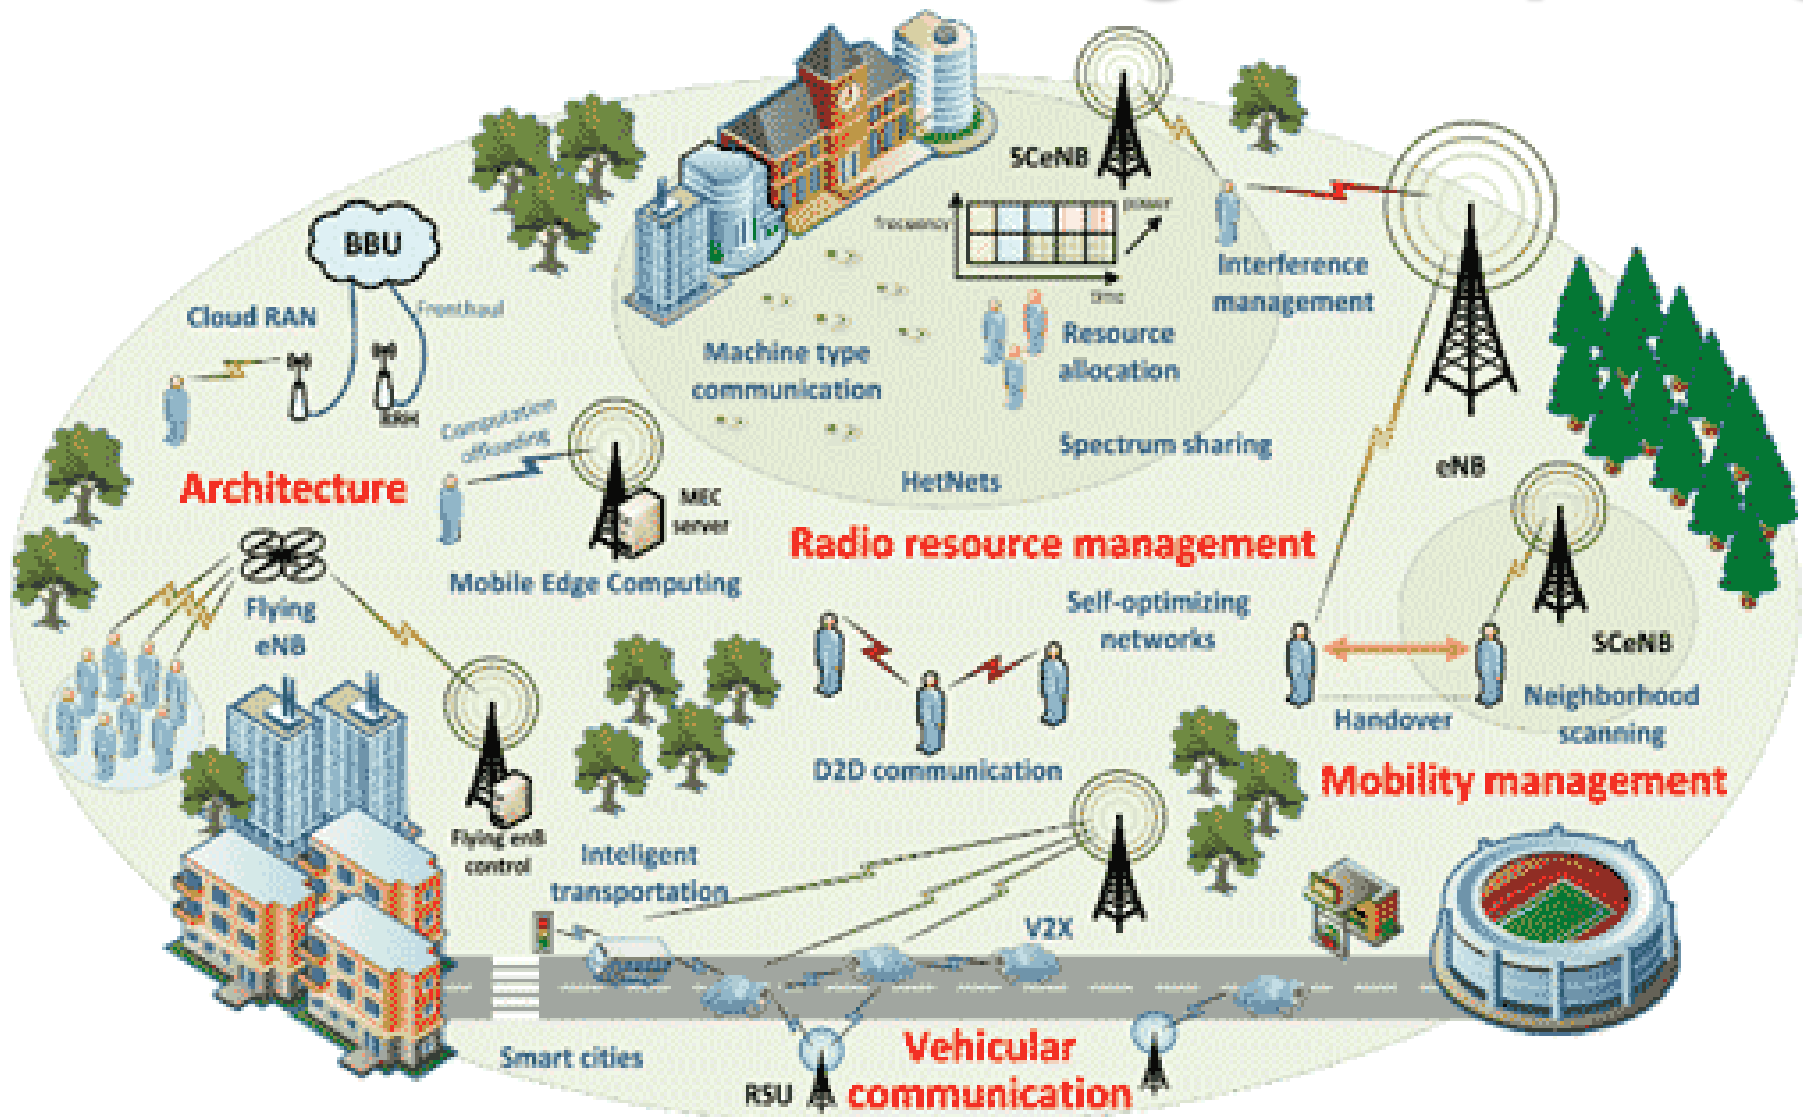 SCeNB
frequency
power
time
BBU
Cloud RAN
Fronthaul
RRH
Interference
management
Resource
allocation
Machine type
communication
Spectrum sharing
HetNets
Computation
offloading
MEC
server
Mobile Edge Computing
Architecture
eNB
Radio resource management
Flying
eNB
Self-optimizing
networks
SCeNB
Neighborhood
scanning
Handover
D2D communication
Mobility management
Flying enB
control
Inteligent
transportation
V2X
Smart cities
RSU
Vehicular
communication